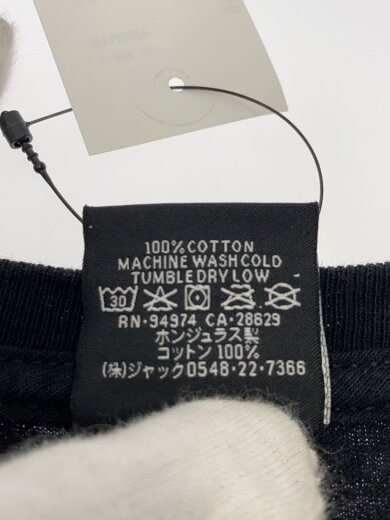 100% COTTON
MACHINE WASH COLD
TUMBLE DRY LOW
30
RN·94974 CA·28629
ホンジュラス製
コットン 100%
(株)ジャック0548·22·7366